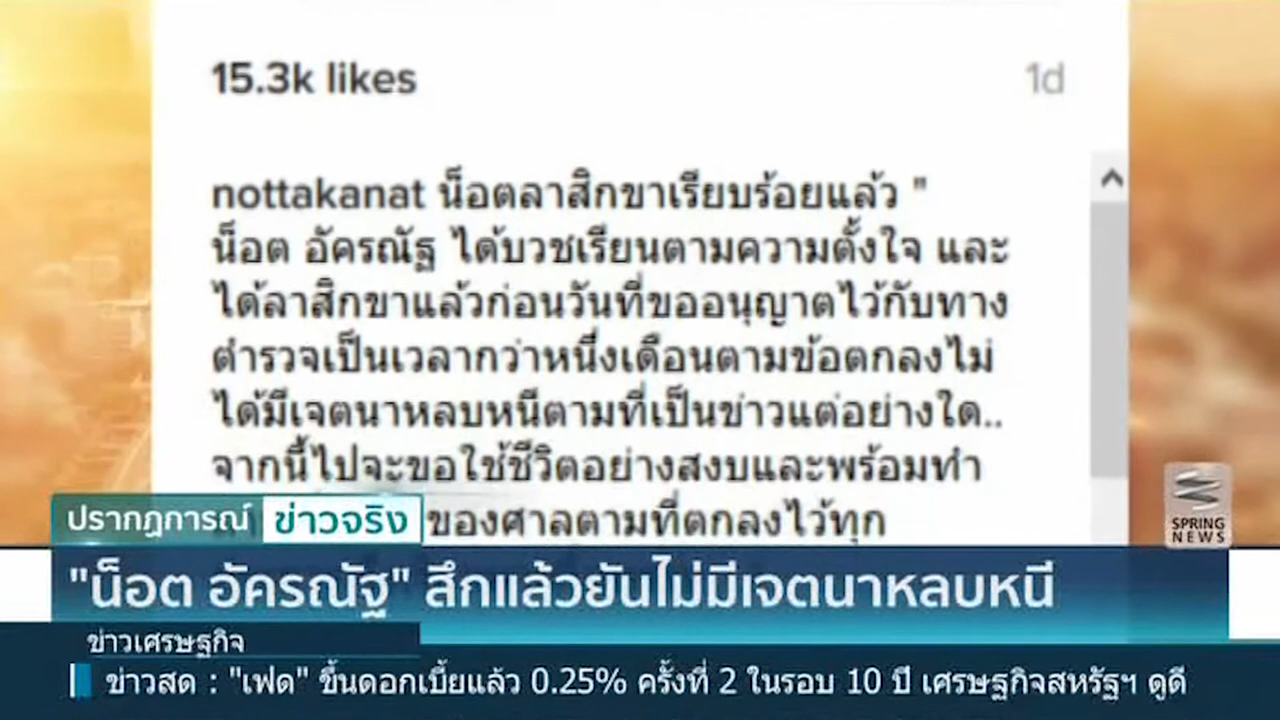 15.3k likes
1d
nottakanat น็อตลาสิกขาเรียบร้อยแล้ว "
น็อต อัครณัฐ ได้บวชเรียนตามความตั้งใจ และ
ได้ลาสิกขาแล้วก่อนวันที่ขออนุญาตไว้กับทาง
ตำรวจเป็นเวลากว่าหนึ่งเดือนตามข้อตกลงไม่
ได้มีเจตนาหลบหนีตามที่เป็นข่าวแต่อย่างใด..
จากนี้ไปจะขอใช้ชีวิตอย่างสงบและพร้อมทำ
ของศาลตามที่ตกลงไว้ทุก
SPRING
NEWS
ปรากฏการณ์ ข่าวจริง
"น็อต อัครณัฐ" สึกแล้วยันไม่มีเจตนาหลบหนี
ข่าวเศรษฐกิจ
ข่าวสด : "เฟด" ขึ้นดอกเบี้ยแล้ว 0.25% ครั้งที่ 2 ในรอบ 10 ปี เศรษฐกิจสหรัฐฯ ดูดี